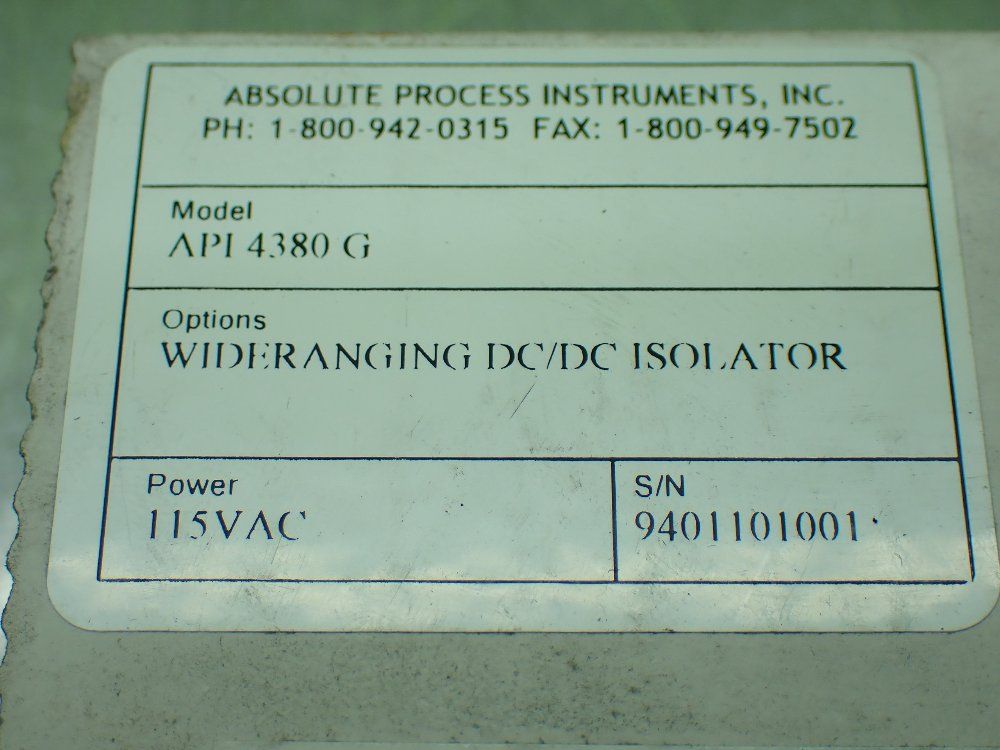 ABSOLUTE PROCESS INSTRUMENTS, INC.
PH: 1-800-942-0315 FAX: 1-800-949-7502
Model
API 4380 G
Options
WIDERANGING DC/DC ISOLATOR
Power
115VAC
S/N
9401101001